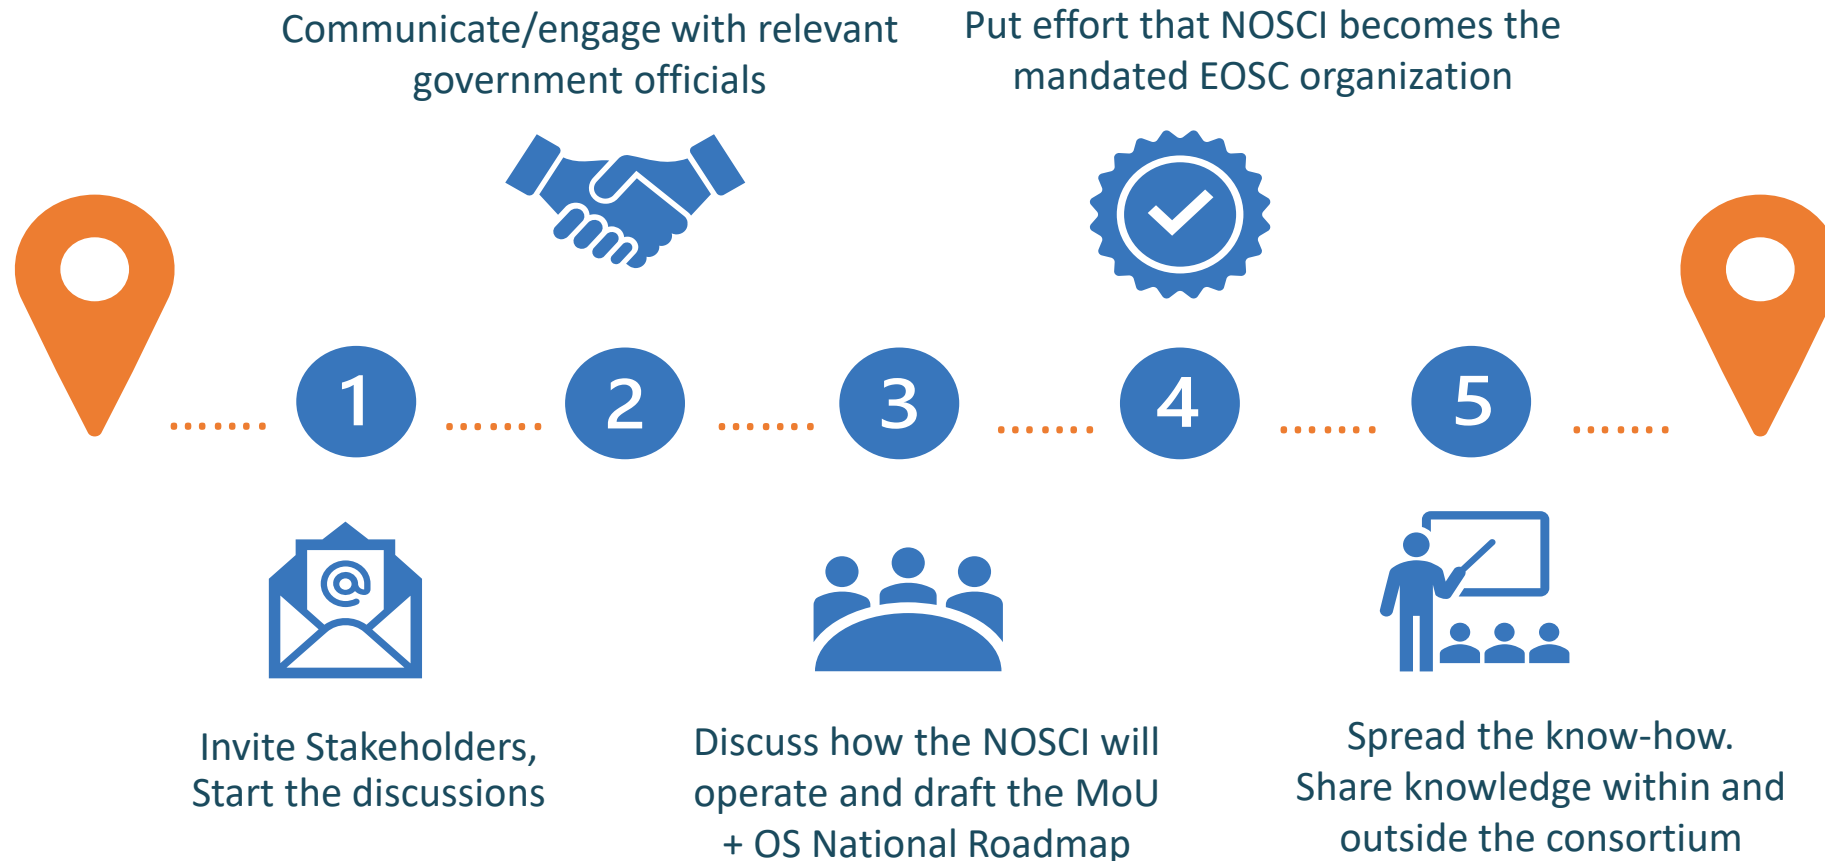 Communicate/engage with relevant
government officials
Put effort that NOSCI becomes the
mandated EOSC organization
1
2
3
4
5
@
Invite Stakeholders,
Start the discussions
Discuss how the NOSCI will
operate and draft the MoU
+ OS National Roadmap
Spread the know-how.
Share knowledge within and
outside the consortium